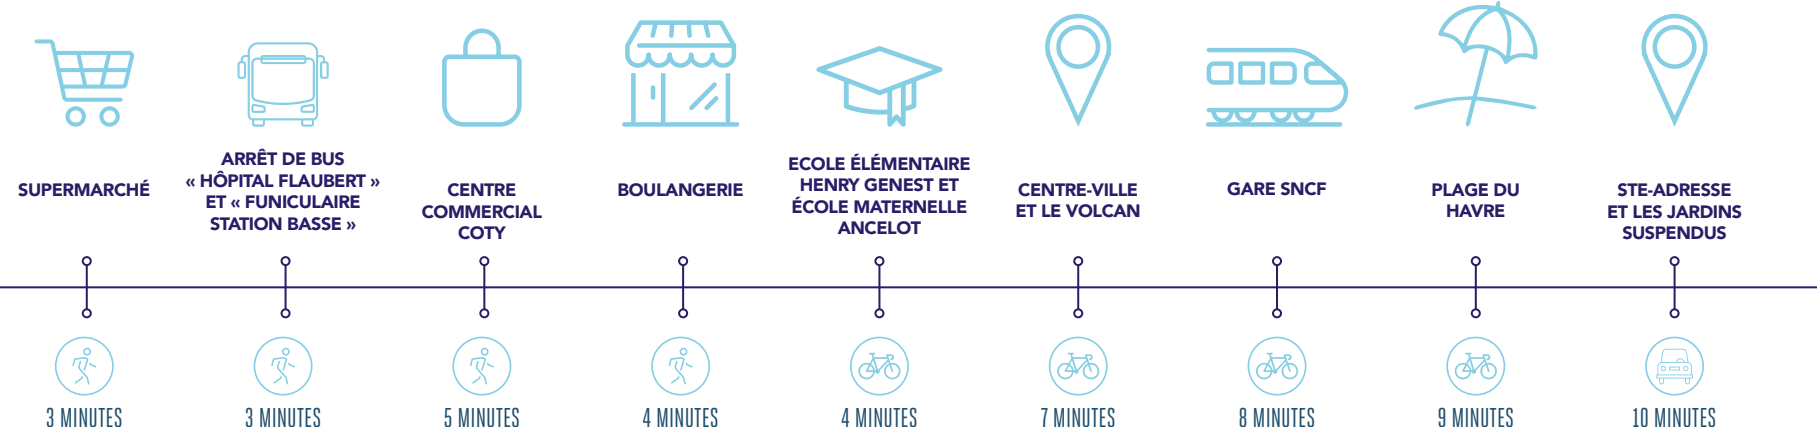 SUPERMARCHÉ
ARRÊT DE BUS
« HÔPITAL FLAUBERT »
ET « FUNICULAIRE
STATION BASSE »
CENTRE
COMMERCIAL
COTY
BOULANGERIE
ECOLE ÉLÉMENTAIRE
HENRY GENEST ET
ÉCOLE MATERNELLE
ANCELOT
CENTRE-VILLE
ET LE VOLCAN
GARE SNCF
PLAGE DU
HAVRE
STE-ADRESSE
ET LES JARDINS
SUSPENDUS
3 MINUTES
3 MINUTES
5 MINUTES
4 MINUTES
4 MINUTES
7 MINUTES
8 MINUTES
9 MINUTES
10 MINUTES